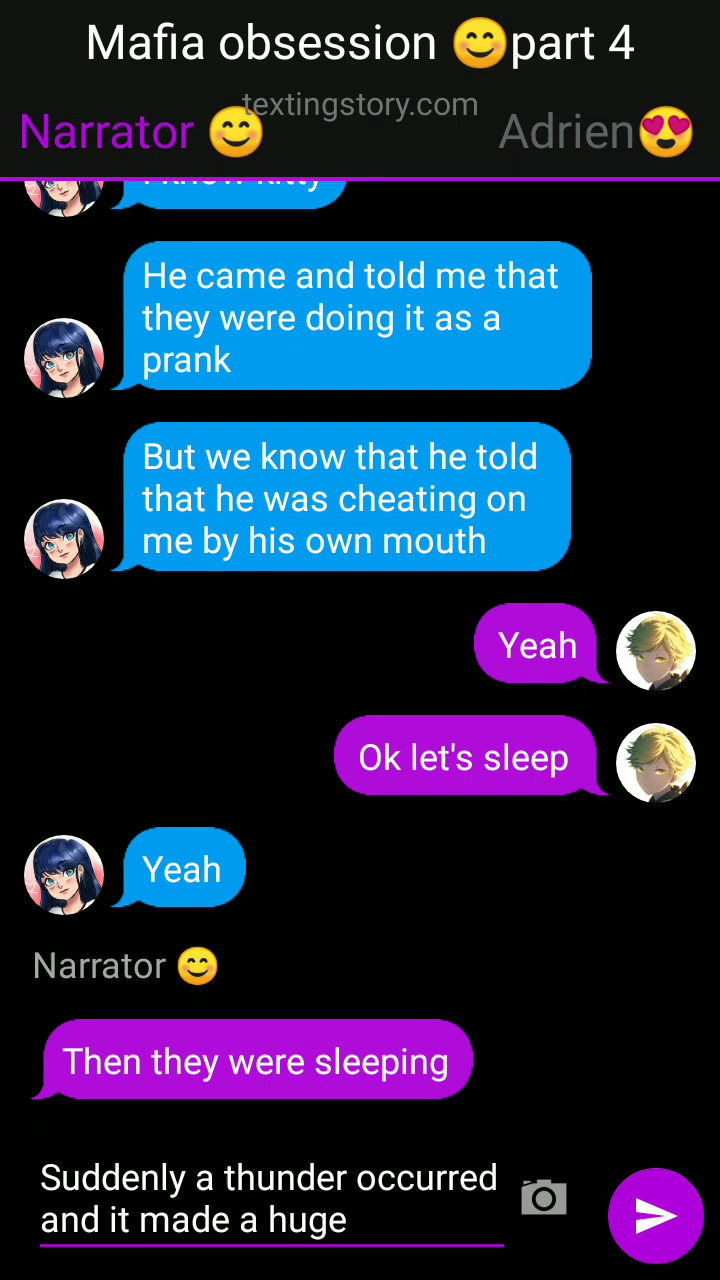 Mafia obsession 😊part 4
textingstory.com
Narrator 😊
Adrien😍
I know kitty
He came and told me that
they were doing it as a
prank
But we know that he told
that he was cheating on
me by his own mouth
Yeah
Ok let's sleep
Yeah
Narrator 😊
Then they were sleeping
Suddenly a thunder occurred
and it made a huge